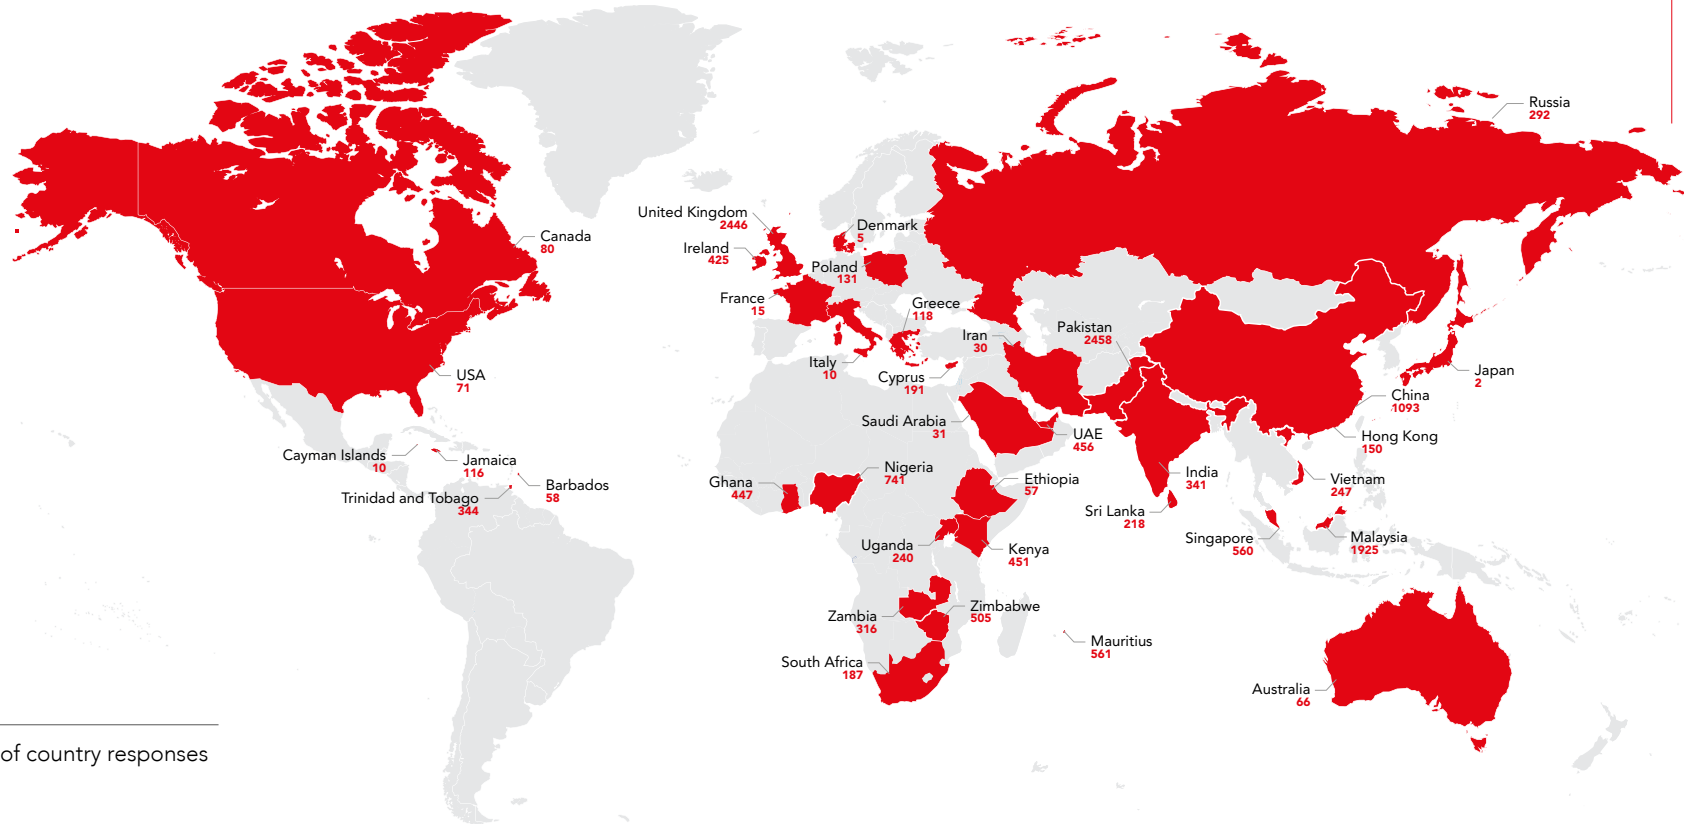 Russia
292
United Kingdom
2446
Denmark
5
Canada
80
Ireland
425
Poland
131
France
15
Greece
118
Iran
30
Pakistan
2458
Italy
10
Cyprus
191
USA
71
Japan
2
China
1093
Saudi Arabia
31
UAE
456
Hong Kong
150
Cayman Islands
10
Jamaica
116
Barbados
58
Trinidad and Tobago
344
Ghana
447
Nigeria
741
Ethiopia
57
India
341
Vietnam
247
Sri Lanka
218
Singapore
560
Malaysia
1925
Uganda
240
Kenya
451
Zambia
316
Zimbabwe
505
Mauritius
561
South Africa
187
Australia
66
of country responses